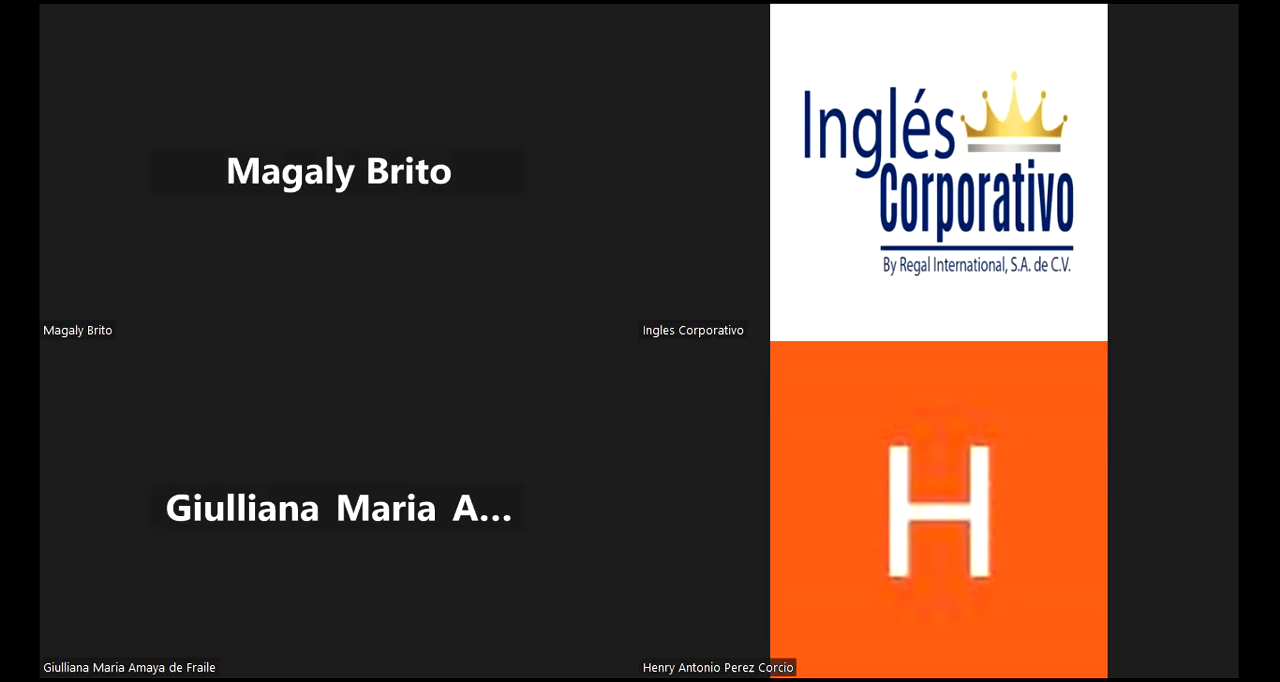 Magaly Brito
Magaly Brito
Inglés
Corporativo
By Regal International, S.A. de C.V.
Ingles Corporativo
Giulliana Maria A...
Giulliana Maria Amaya de Fraile
H
Henry Antonio Perez Corcio